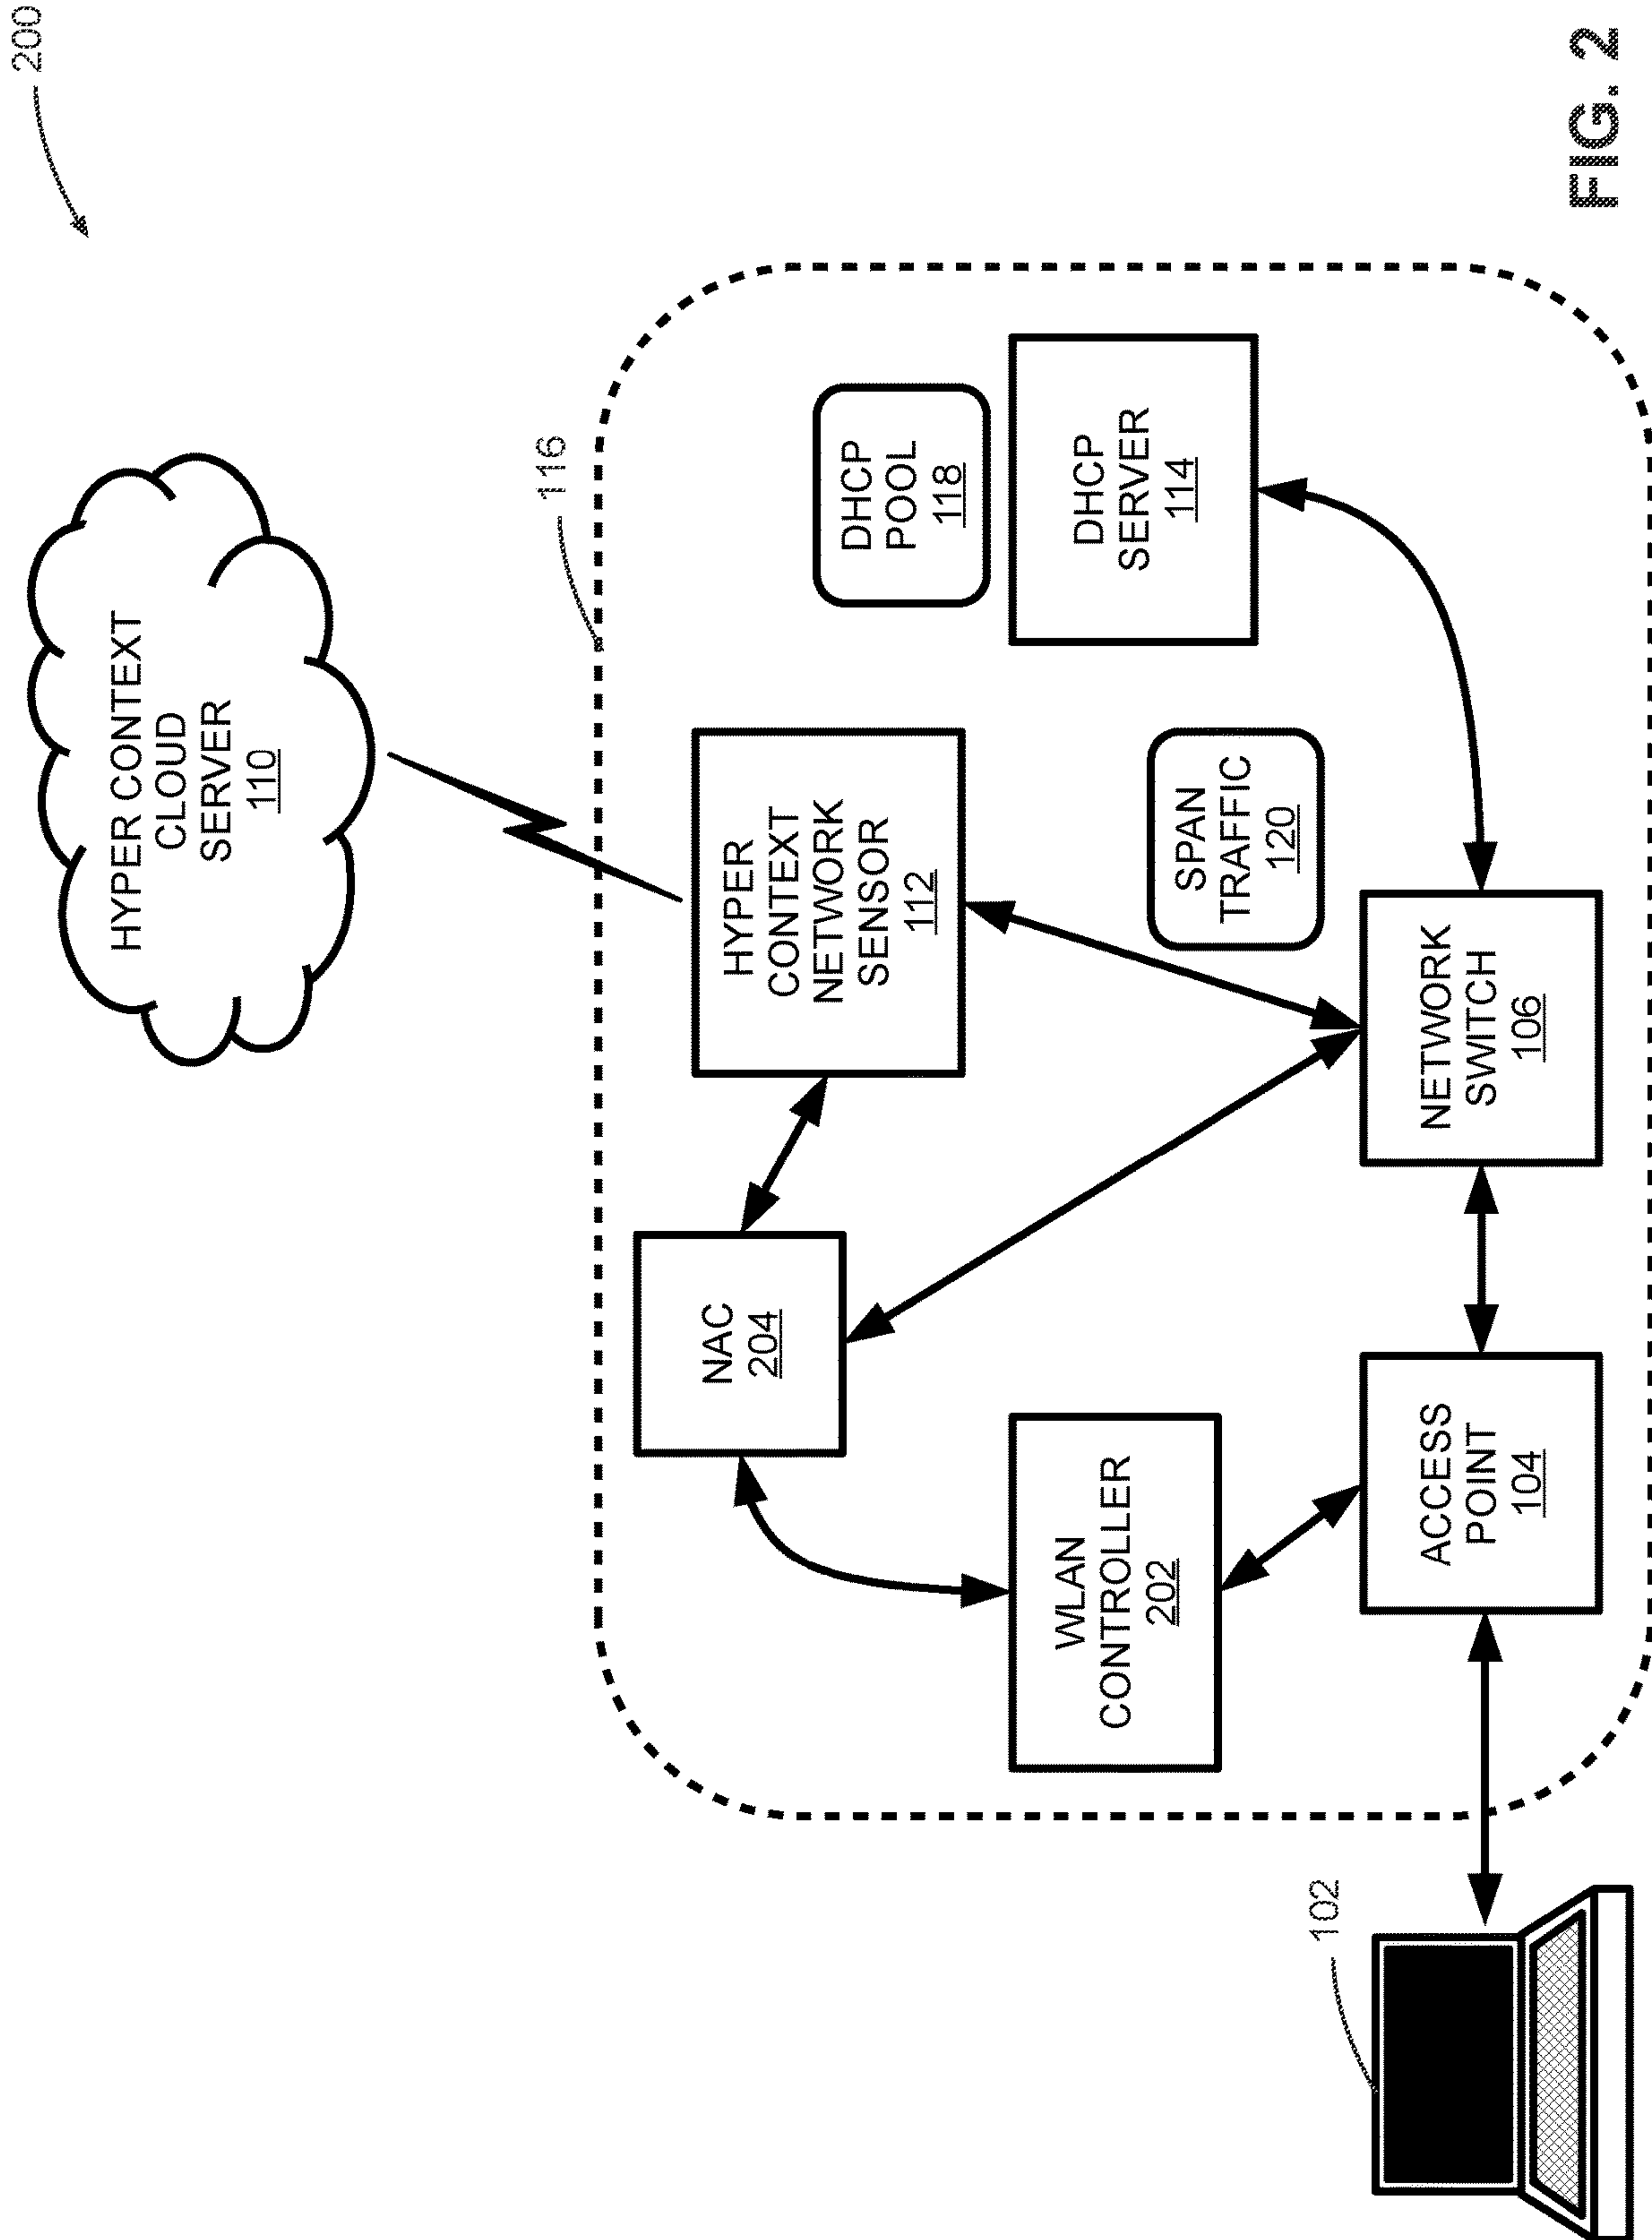 200
HYPER CONTEXT
CLOUD
SERVER
110
116
NAC
204
HYPER
CONTEXT
NETWORK
SENSOR
112
DHCP
POOL
118
WLAN
CONTROLLER
202
SPAN
TRAFFIC
120
DHCP
SERVER
114
102
ACCESS
POINT
104
NETWORK
SWITCH
106
FIG. 2